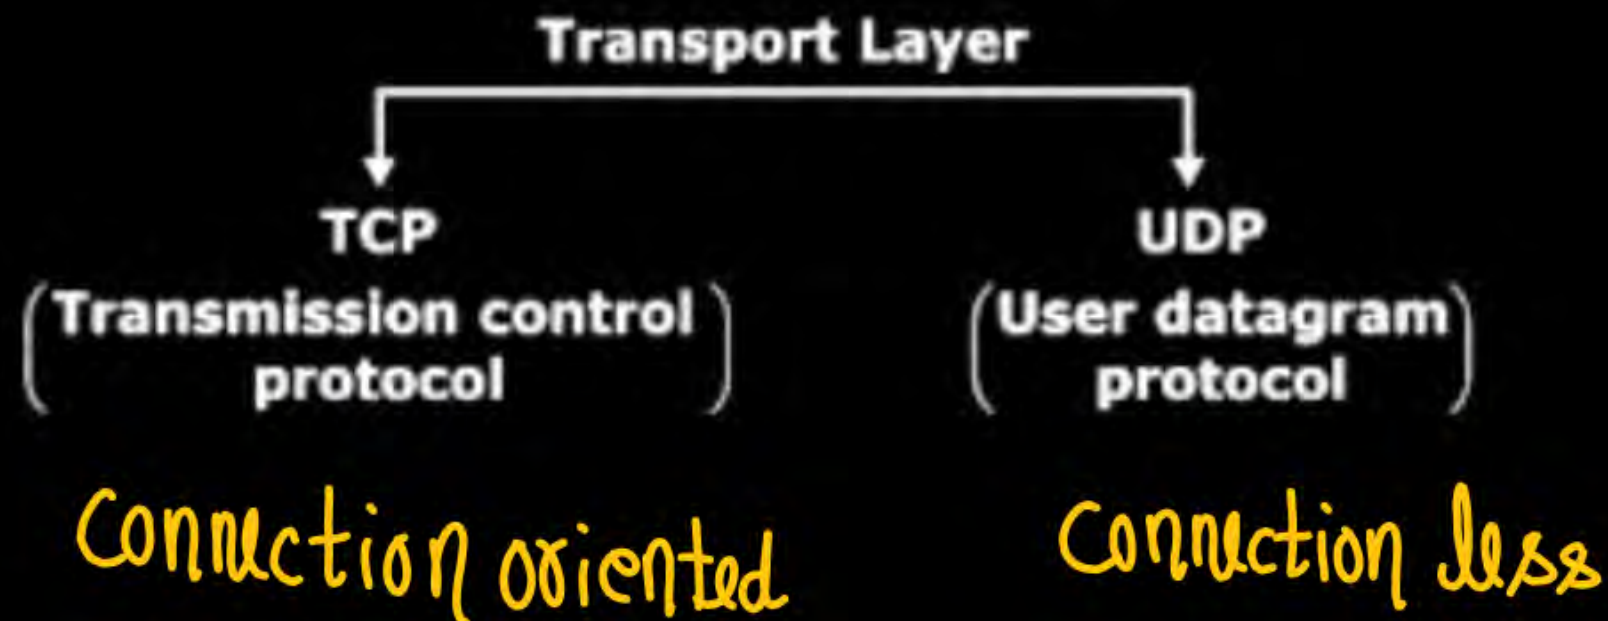 Transport Layer
TCP
(Transmission control
protocol)
UDP
(User datagram
protocol)
Connection oriented
Connection less